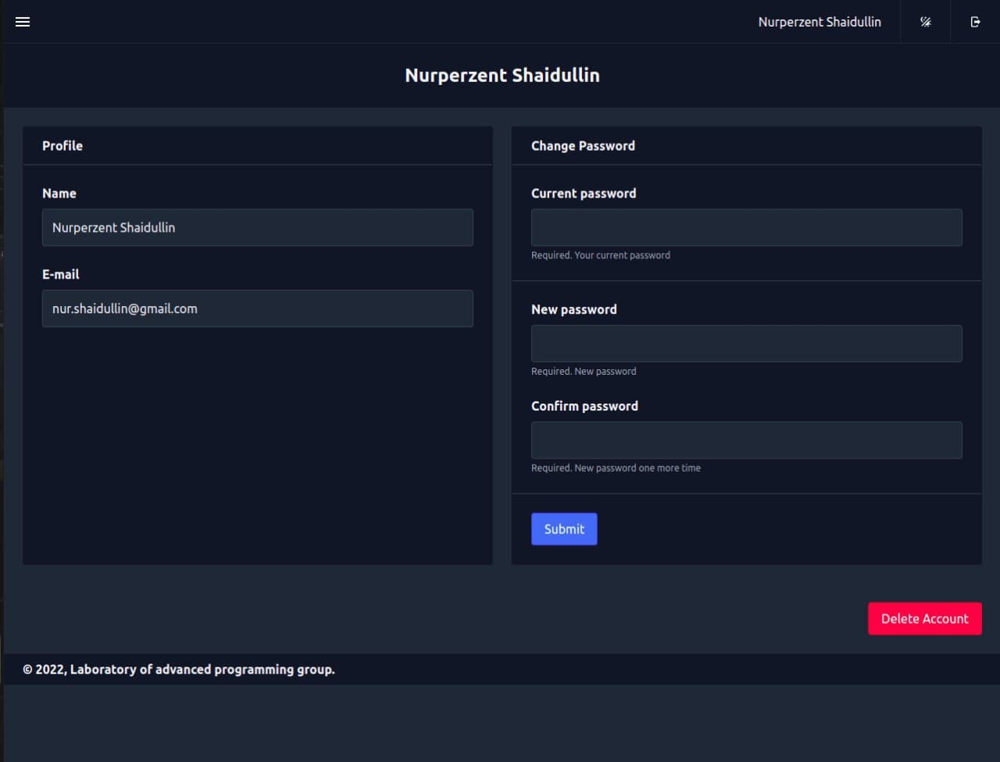 Nurperzent Shaidullin
Nurperzent Shaidullin
Profile
Name
Nurperzent Shaidullin
E-mail
nur.shaidullin@gmail.com
Change Password
Current password
Required. Your current password
New password
Required. New password
Confirm password
Required. New password one more time
Submit
Delete Account
© 2022, Laboratory of advanced programming group.